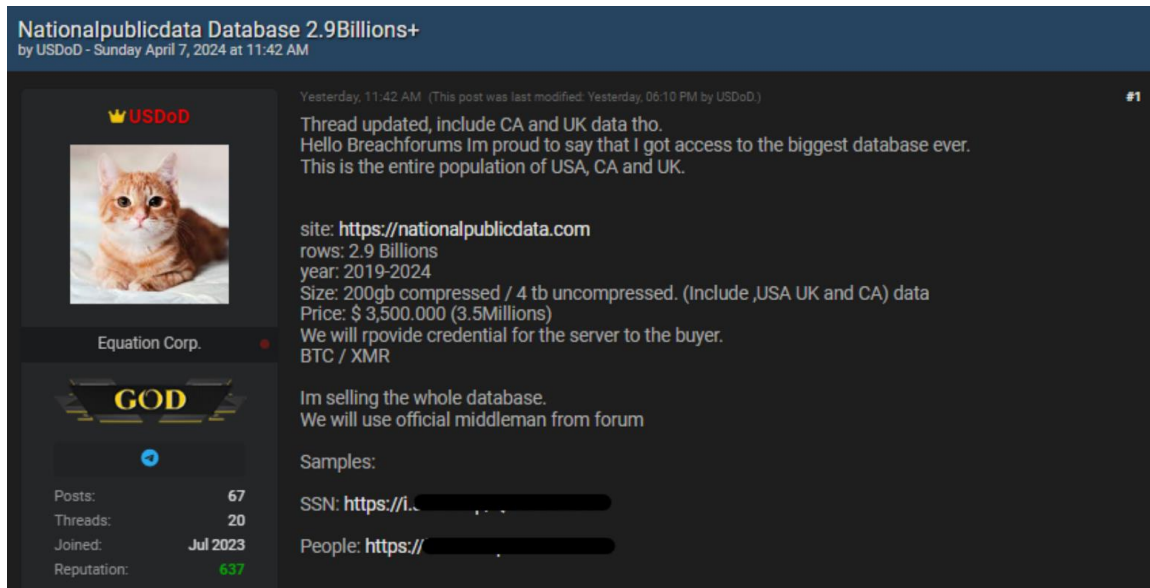 Nationalpublicdata Database 2.9Billions+
by USDoD - Sunday April 7, 2024 at 11:42 AM
USDoD
Equation Corp.
GOD
Posts: 67
Threads: 20
Joined: Jul 2023
Reputation: 637
Yesterday, 11:42 AM (This post was last modified: Yesterday, 06:10 PM by USDoD.)
#1
Thread updated, include CA and UK data tho.
Hello Breachforums Im proud to say that I got access to the biggest database ever.
This is the entire population of USA, CA and UK.
site: https://nationalpublicdata.com
rows: 2.9 Billions
year: 2019-2024
Size: 200gb compressed / 4 tb uncompressed. (Include ,USA UK and CA) data
Price: $ 3,500.000 (3.5Millions)
We will rpovide credential for the server to the buyer.
BTC / XMR
Im selling the whole database.
We will use official middleman from forum
Samples:
SSN: https://i.
People: https://